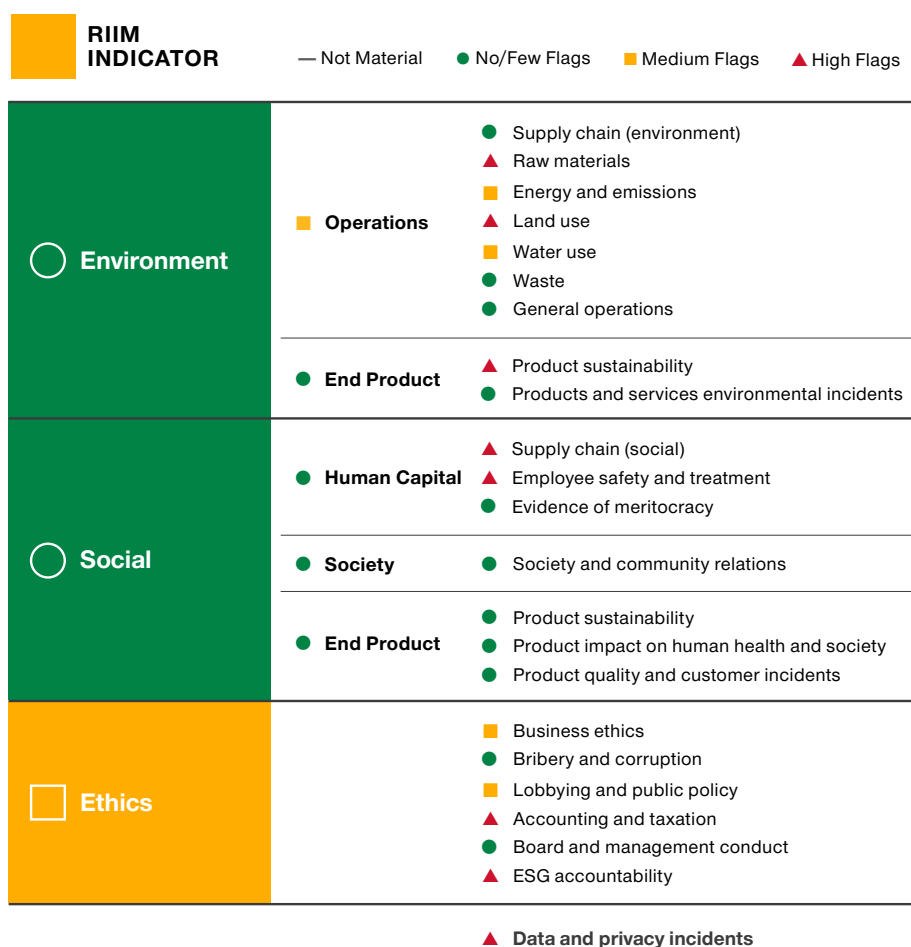 RIIM
INDICATOR
Not Material
No/Few Flags
Medium Flags
High Flags
Environment
Operations
Supply chain (environment)
Raw materials
Energy and emissions
Land use
Water use
Waste
General operations
End Product
Product sustainability
Products and services environmental incidents
Social
Human Capital
Supply chain (social)
Employee safety and treatment
Evidence of meritocracy
Society
Society and community relations
End Product
Product sustainability
Product impact on human health and society
Product quality and customer incidents
Ethics
Business ethics
Bribery and corruption
Lobbying and public policy
Accounting and taxation
Board and management conduct
ESG accountability
Data and privacy incidents